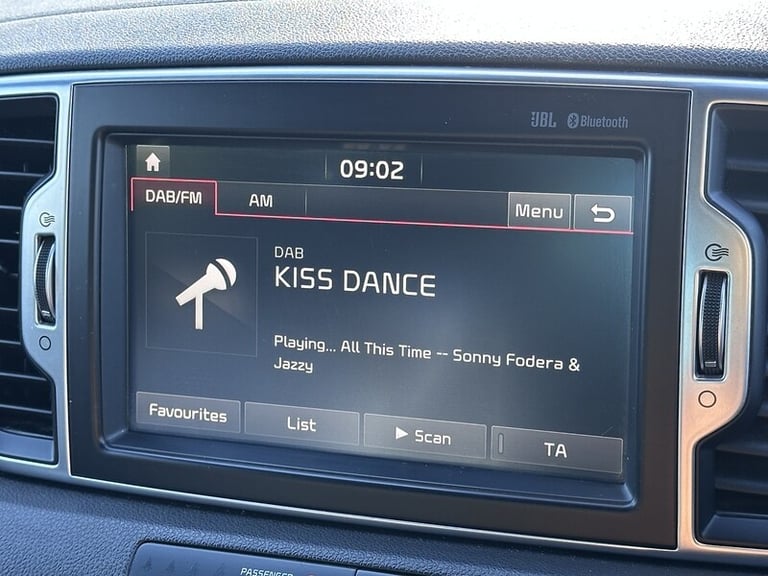 JBL Bluetooth
09:02
DAB/FM AM Menu
DAB
KISS DANCE
Playing... All This Time -- Sonny Fodera &
Jazzy
Favourites List Scan TA
PASSENGER